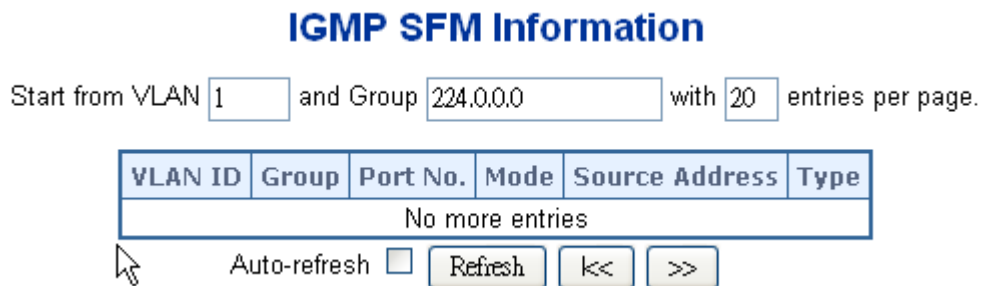 IGMP SFM Information
Start from VLAN 1 and Group 224.0.0.0 with 20 entries per page.
VLAN ID Group Port No. Mode Source Address Type
No more entries
Auto-refresh Refresh k< >>